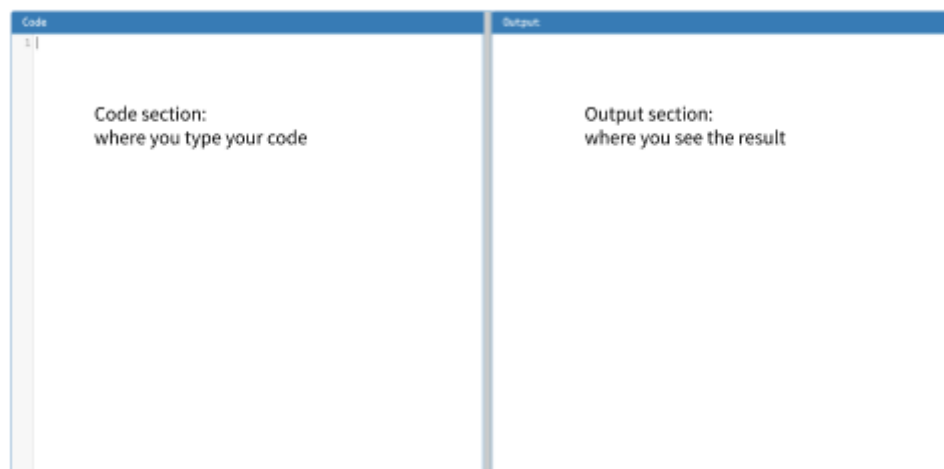 Code
Output
1
Code section:
where you type your code
Output section:
where you see the result